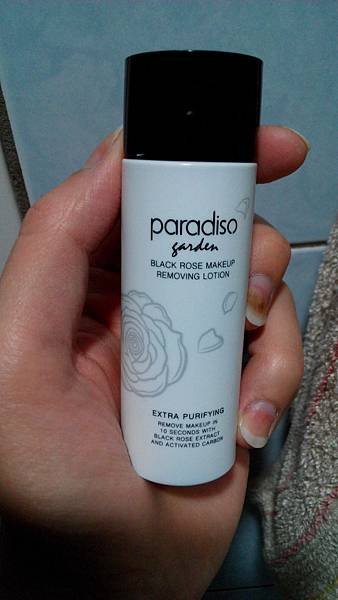 paradiso
garden
BLACK ROSE MAKEUP
REMOVING LOTION
EXTRA PURIFYING
REMOVE MAKEUP IN
10 SECONDS WITH
BLACK ROSE EXTRACT
AND ACTIVATED CARBON